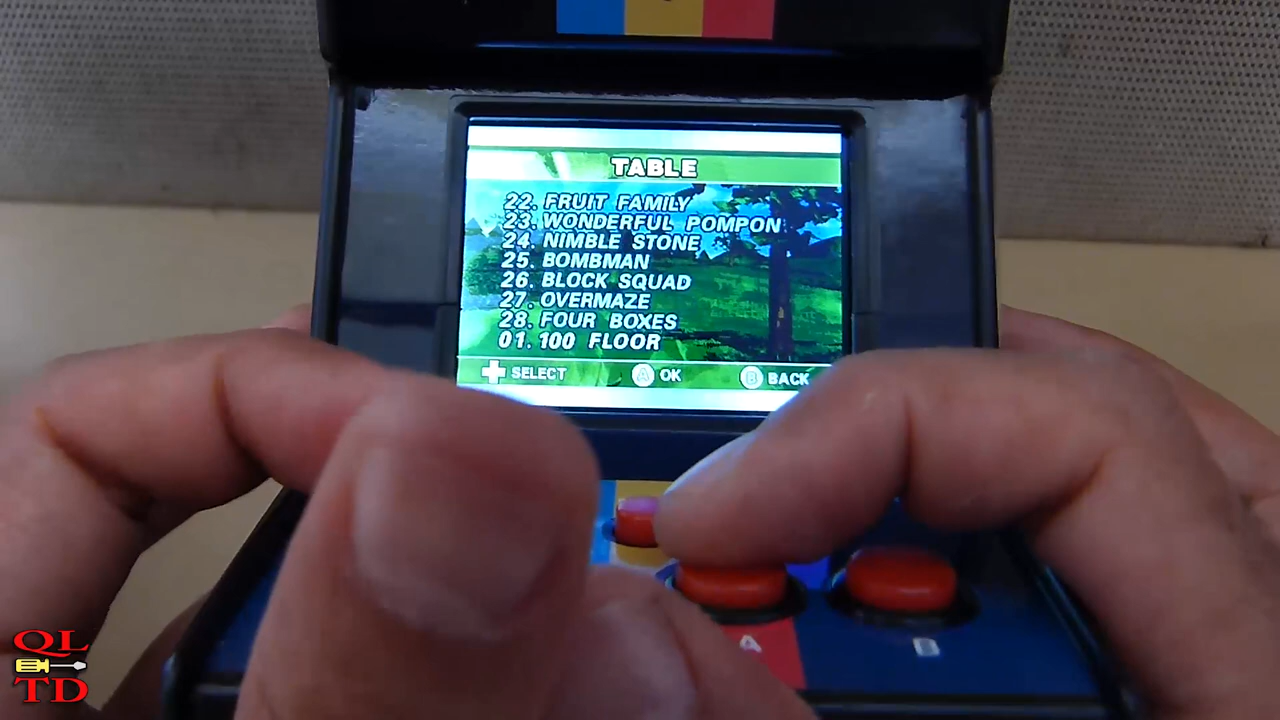 TABLE
22. FRUIT FAMILY
23. WONDERFUL POMPON
24. NIMBLE STONE
25. BOMBMAN
26. BLOCK SQUAD
27. OVERMAZE
28. FOUR BOXES
01. 100 FLOOR
SELECT A OK B BACK
A B
QL
TD